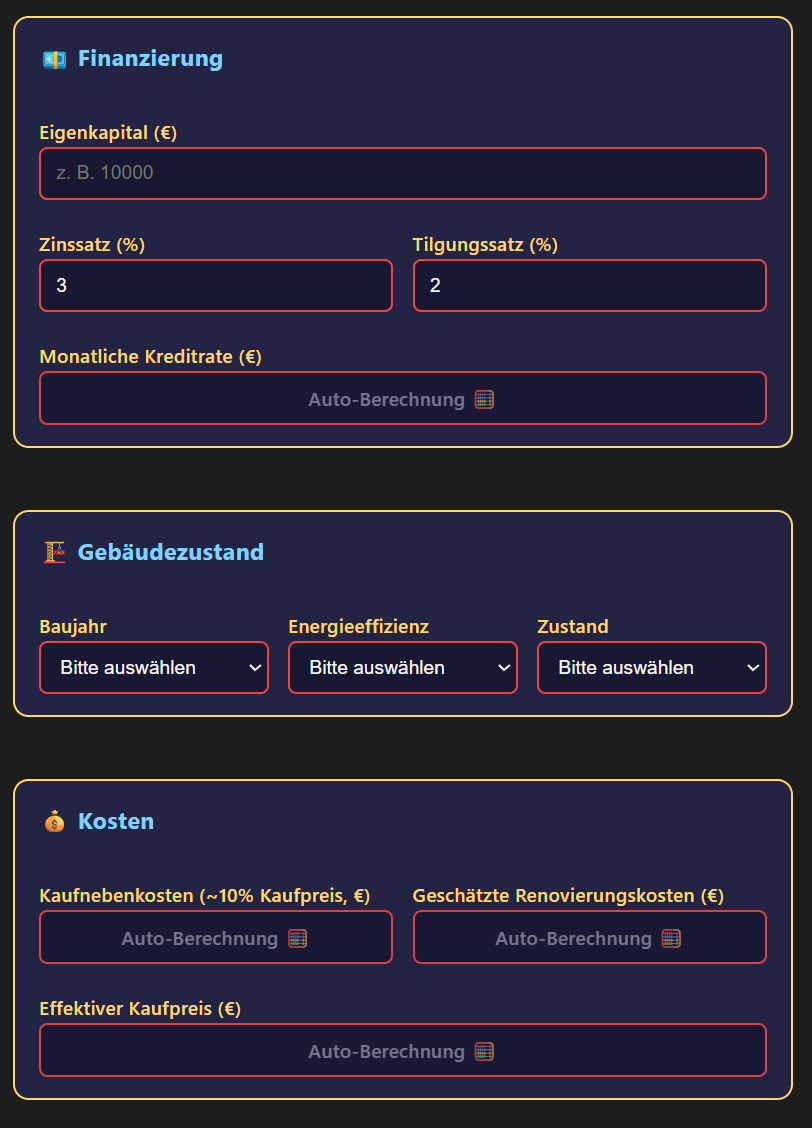 Finanzierung
Eigenkapital (€)
z. B. 10000
Zinssatz (%) Tilgungssatz (%)
3 2
Monatliche Kreditrate (€)
Auto-Berechnung
Gebäudezustand
Baujahr Energieeffizienz Zustand
Bitte auswählen Bitte auswählen Bitte auswählen
Kosten
Kaufnebenkosten (~10% Kaufpreis, €) Geschätzte Renovierungskosten (€)
Auto-Berechnung Auto-Berechnung
Effektiver Kaufpreis (€)
Auto-Berechnung